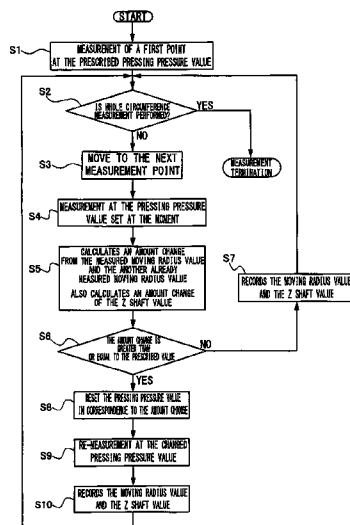 START
S1
MEASUREMENT OF A FIRST POINT
AT THE PRESCRIBED PRESSING PRESSURE VALUE
S2
IS WHOLE CIRCUMFERENCE
MEASUREMENT PERFORMED?
YES
NO
MEASUREMENT
TERMINATION
S3
MOVE TO THE NEXT
MEASUREMENT POINT
S4
MEASUREMENT AT THE PRESSING PRESSURE
VALUE SET AT THE MOMENT
S5
CALCULATES AN AMOUNT CHANGE
FROM THE MEASURED MOVING RADIUS VALUE
AND THE ANOTHER ALREADY
MEASURED MOVING RADIUS VALUE
ALSO CALCULATES AN AMOUNT CHANGE
OF THE Z SHAFT VALUE
S7
RECORDS THE MOVING RADIUS VALUE
AND THE Z SHAFT VALUE
S6
THE AMOUNT CHANGE IS
GREATER THAN
OR EQUAL TO THE PRESCRIBED VALUE
NO
YES
S8
RESET THE PRESSING PRESSURE VALUE
IN CORRESPONDENCE TO THE AMOUNT CHANGE
S9
RE-MEASUREMENT AT THE CHANGED
PRESSING PRESSURE VALUE
S10
RECORDS THE MOVING RADIUS VALUE
AND THE Z SHAFT VALUE